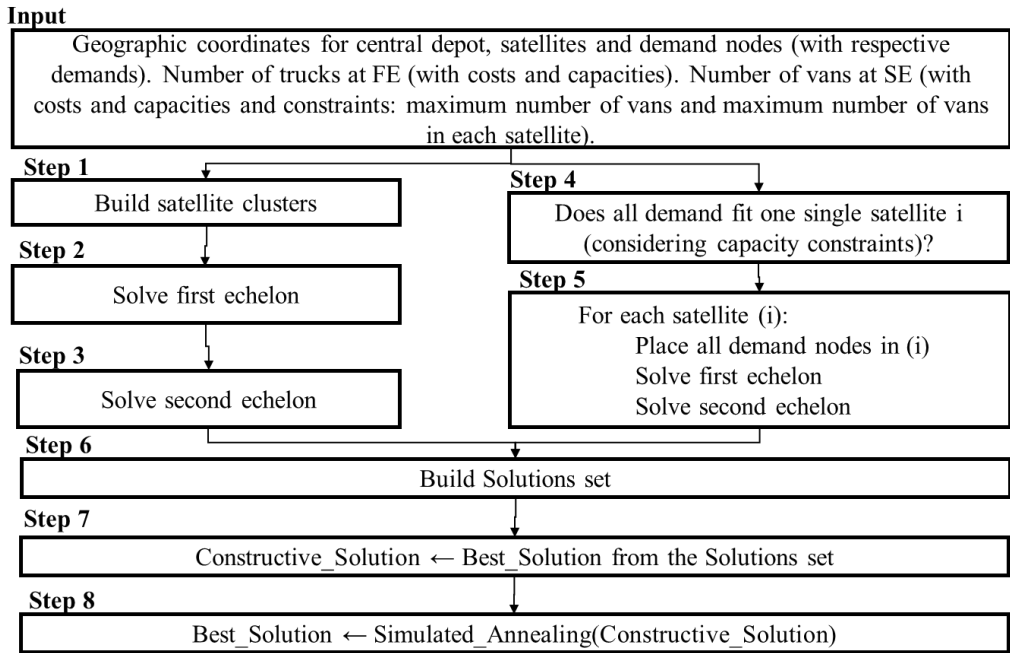 Input
Geographic coordinates for central depot, satellites and demand nodes (with respective
demands). Number of trucks at FE (with costs and capacities). Number of vans at SE (with
costs and capacities and constraints: maximum number of vans and maximum number of vans
in each satellite).
Step 1
Build satellite clusters
Step 2
Solve first echelon
Step 3
Solve second echelon
Step 4
Does all demand fit one single satellite i
(considering capacity constraints)?
Step 5
For each satellite (i):
Place all demand nodes in (i)
Solve first echelon
Solve second echelon
Step 6
Build Solutions set
Step 7
Constructive_Solution ← Best_Solution from the Solutions set
Step 8
Best_Solution ← Simulated_Annealing(Constructive_Solution)